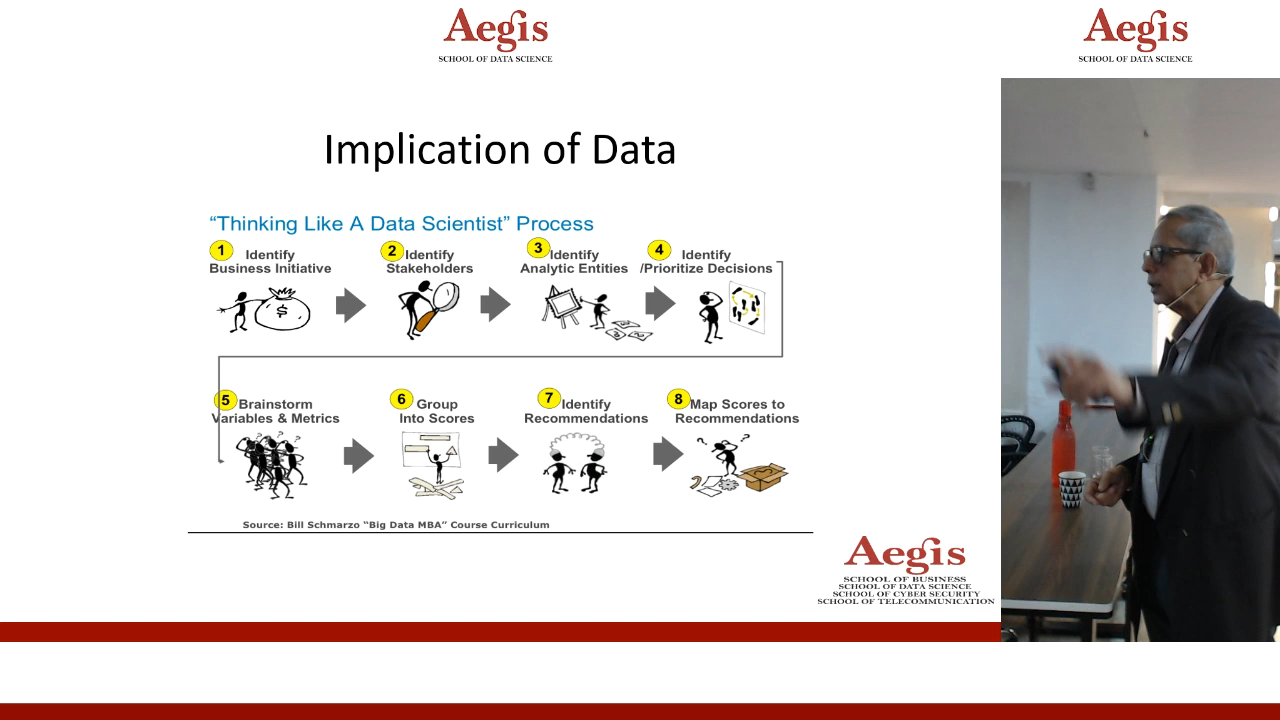 Aegis
SCHOOL OF DATA SCIENCE
Aegis
SCHOOL OF DATA SCIENCE
Implication of Data
“Thinking Like A Data Scientist” Process
1 Identify
Business Initiative
2 Identify
Stakeholders
3 Identify
Analytic Entities
4 Identify
/Prioritize Decisions
$
5 Brainstorm
Variables & Metrics
6 Group
Into Scores
7 Identify
Recommendations
8 Map Scores to
Recommendations
Source: Bill Schmarzo “Big Data MBA” Course Curriculum
Aegis
SCHOOL OF BUSINESS
SCHOOL OF DATA SCIENCE
SCHOOL OF CYBER SECURITY
SCHOOL OF TELECOMMUNICATION